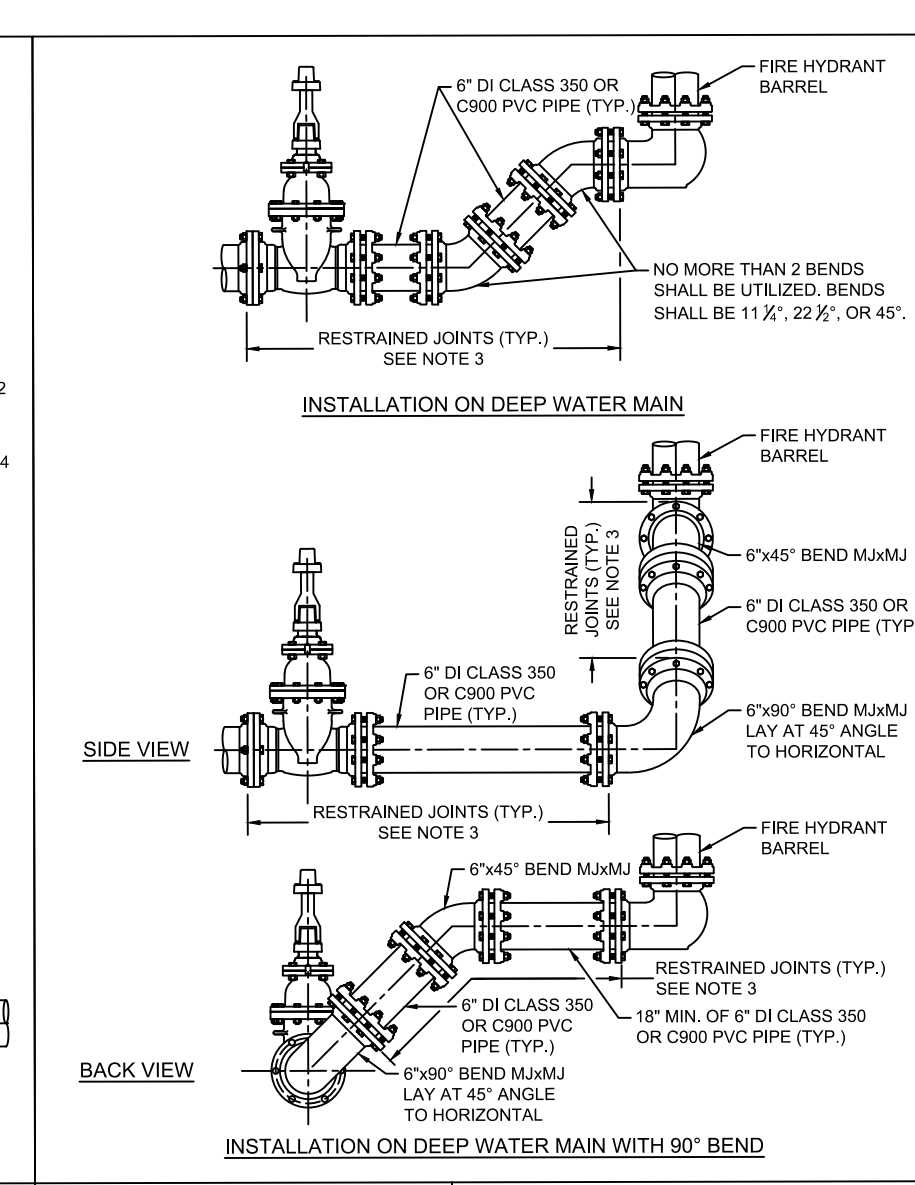 FIRE HYDRANT
BARREL
6" DI CLASS 350 OR
C900 PVC PIPE (TYP.)
NO MORE THAN 2 BENDS
SHALL BE UTILIZED. BENDS
SHALL BE 11 ¼°, 22 ½°, OR 45°.
RESTRAINED JOINTS (TYP.)
SEE NOTE 3
2
INSTALLATION ON DEEP WATER MAIN
4
FIRE HYDRANT
BARREL
RESTRAINED
JOINTS (TYP.)
SEE NOTE 3
6"x45° BEND MJxMJ
6" DI CLASS 350 OR
C900 PVC PIPE (TYP
6" DI CLASS 350
OR C900 PVC
PIPE (TYP.)
6"x90° BEND MJxMJ
LAY AT 45° ANGLE
TO HORIZONTAL
SIDE VIEW
RESTRAINED JOINTS (TYP.)
SEE NOTE 3
FIRE HYDRANT
BARREL
6"x45° BEND MJxMJ
RESTRAINED JOINTS (TYP.)
SEE NOTE 3
6" DI CLASS 350
OR C900 PVC
PIPE (TYP.)
18" MIN. OF 6" DI CLASS 350
OR C900 PVC PIPE (TYP.)
BACK VIEW
6"x90° BEND MJxMJ
LAY AT 45° ANGLE
TO HORIZONTAL
INSTALLATION ON DEEP WATER MAIN WITH 90° BEND